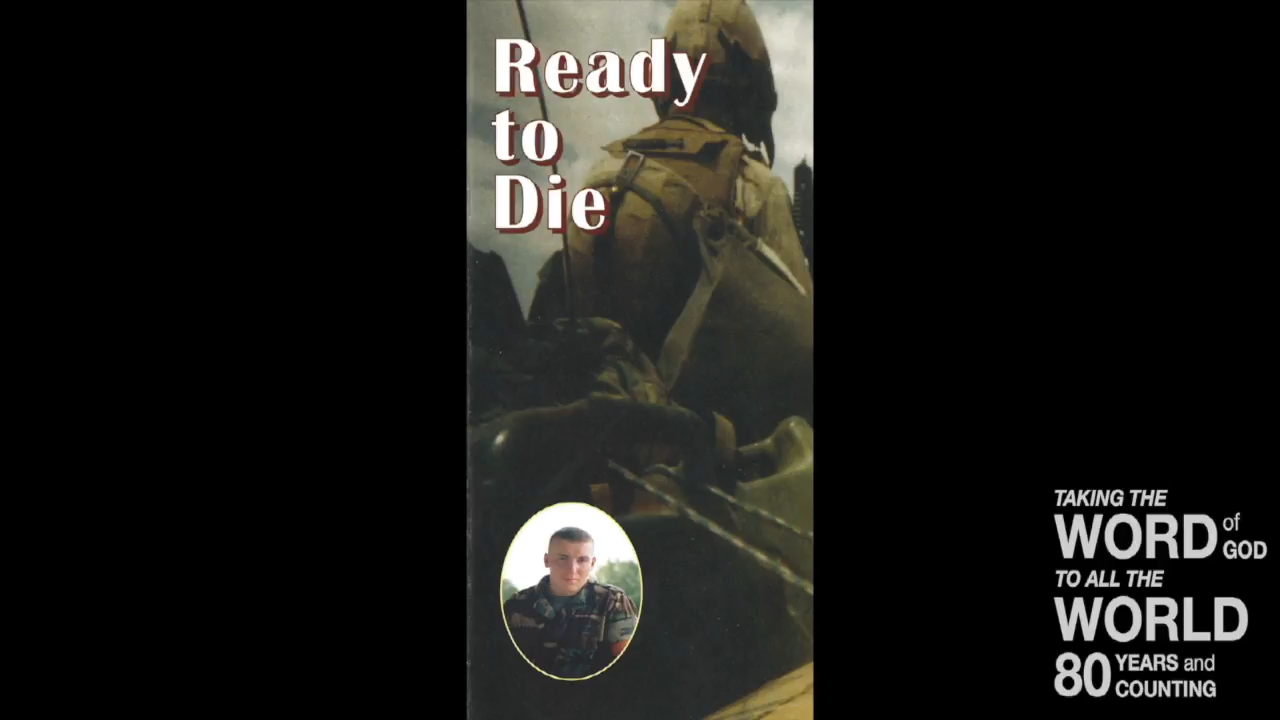 Ready
to
Die
TAKING THE
WORD of GOD
TO ALL THE
WORLD
80 YEARS and
COUNTING